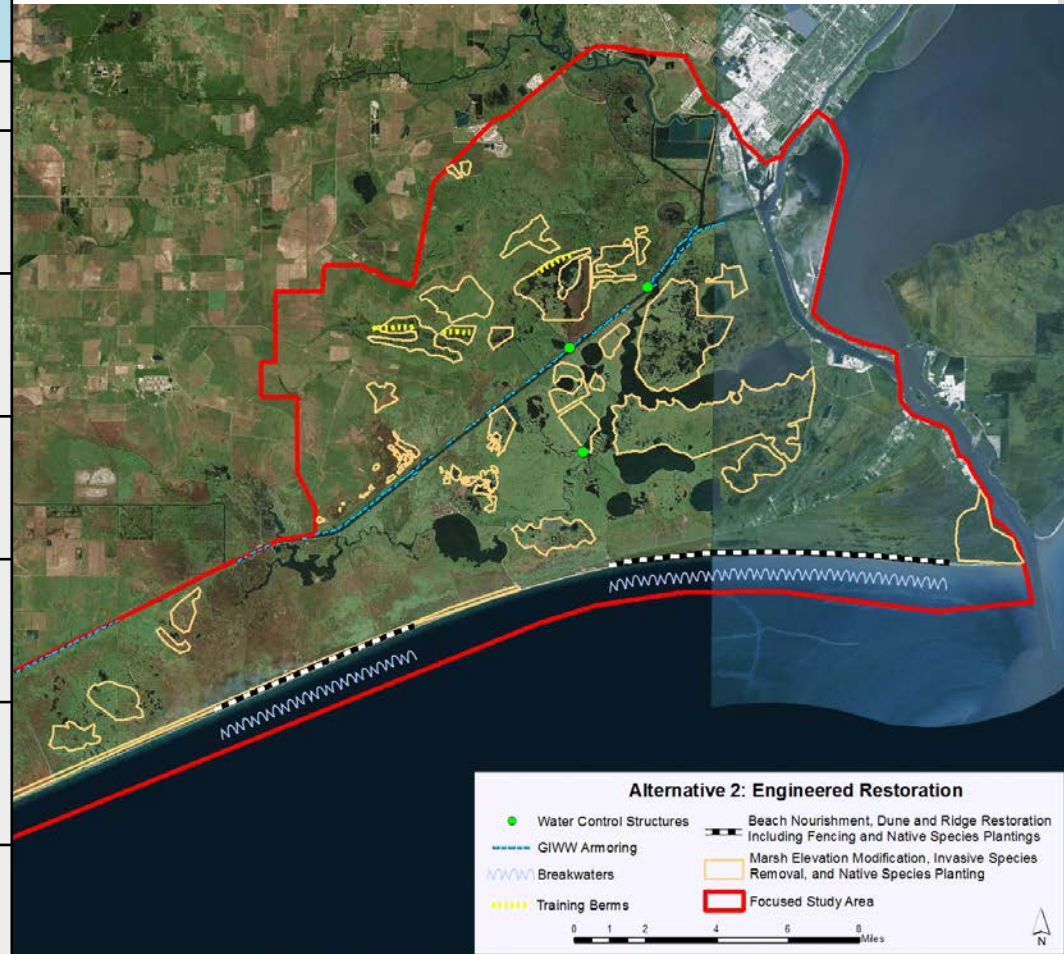 Alternative 2: Engineered Restoration
Water Control Structures
GIWW Armoring
Breakwaters
Training Berms
Beach Nourishment, Dune and Ridge Restoration
Including Fencing and Native Species Plantings
Marsh Elevation Modification, Invasive Species
Removal, and Native Species Planting
Focused Study Area
0 1 2 4 6 8 Miles
N